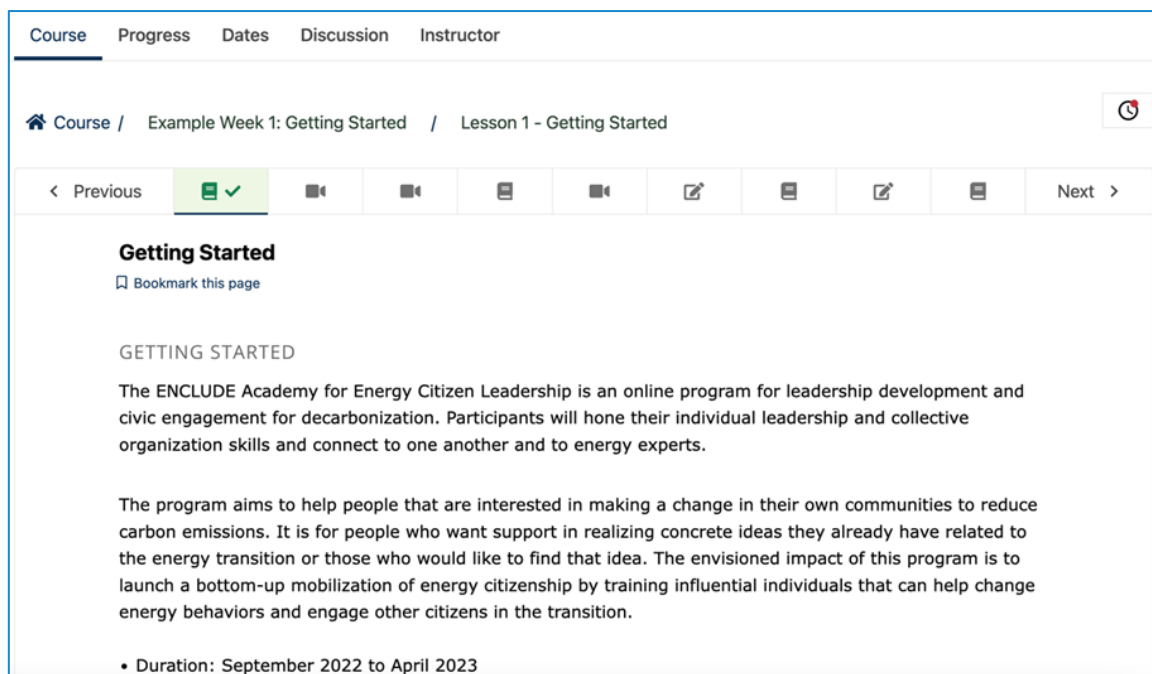 Course Progress Dates Discussion Instructor
Course / Example Week 1: Getting Started / Lesson 1 - Getting Started
< Previous Next >
Getting Started
Bookmark this page
GETTING STARTED
The ENCLUDE Academy for Energy Citizen Leadership is an online program for leadership development and
civic engagement for decarbonization. Participants will hone their individual leadership and collective
organization skills and connect to one another and to energy experts.
The program aims to help people that are interested in making a change in their own communities to reduce
carbon emissions. It is for people who want support in realizing concrete ideas they already have related to
the energy transition or those who would like to find that idea. The envisioned impact of this program is to
launch a bottom-up mobilization of energy citizenship by training influential individuals that can help change
energy behaviors and engage other citizens in the transition.
• Duration: September 2022 to April 2023